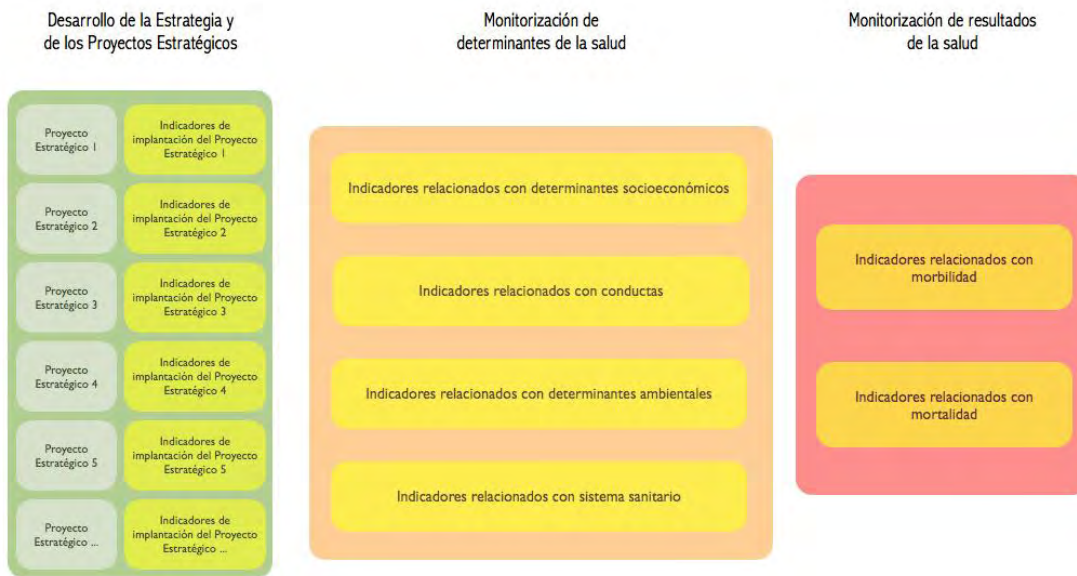 Desarrollo de la Estrategia y
de los Proyectos Estratégicos
Proyecto
Estratégico 1
Indicadores de
implantación del Proyecto
Estratégico 1
Proyecto
Estratégico 2
Indicadores de
implantación del Proyecto
Estratégico 2
Proyecto
Estratégico 3
Indicadores de
implantación del Proyecto
Estratégico 3
Proyecto
Estratégico 4
Indicadores de
implantación del Proyecto
Estratégico 4
Proyecto
Estratégico 5
Indicadores de
implantación del Proyecto
Estratégico 5
Proyecto
Estratégico ...
Indicadores de
implantación del Proyecto
Estratégico ...
Monitorización de
determinantes de la salud
Indicadores relacionados con determinantes socioeconómicos
Indicadores relacionados con conductas
Indicadores relacionados con determinantes ambientales
Indicadores relacionados con sistema sanitario
Monitorización de resultados
de la salud
Indicadores relacionados con
morbilidad
Indicadores relacionados con
mortalidad